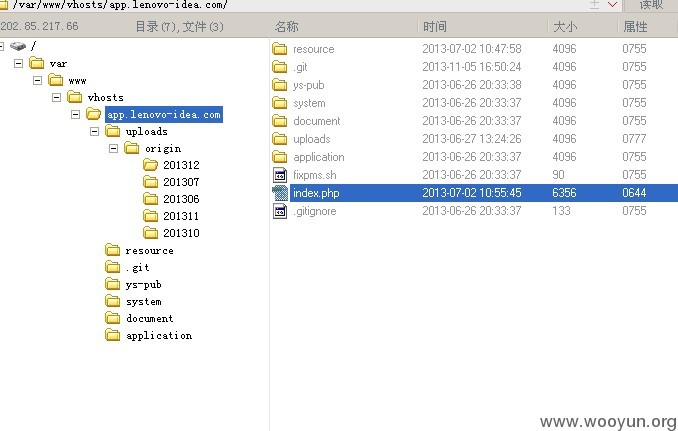 /var/www/vhosts/app.lenovo-idea.com/ 读取
202.85.217.66 目录(7),文件(3) 名称 时间 大小 属性
/
var
www
vhosts
app.lenovo-idea.com
uploads
origin
201312
201307
201306
201311
201310
resource
.git
ys-pub
system
document
application
resource 2013-07-02 10:47:58 4096 0755
.git 2013-11-05 16:50:24 4096 0755
ys-pub 2013-06-26 20:33:38 4096 0755
system 2013-06-26 20:33:37 4096 0755
document 2013-06-26 20:33:37 4096 0755
uploads 2013-06-27 13:24:26 4096 0777
application 2013-06-26 20:33:37 4096 0755
fixpms.sh 2013-06-26 20:33:37 90 0755
index.php 2013-07-02 10:55:45 6356 0644
.gitignore 2013-06-26 20:33:37 133 0755
www.wooyun.org